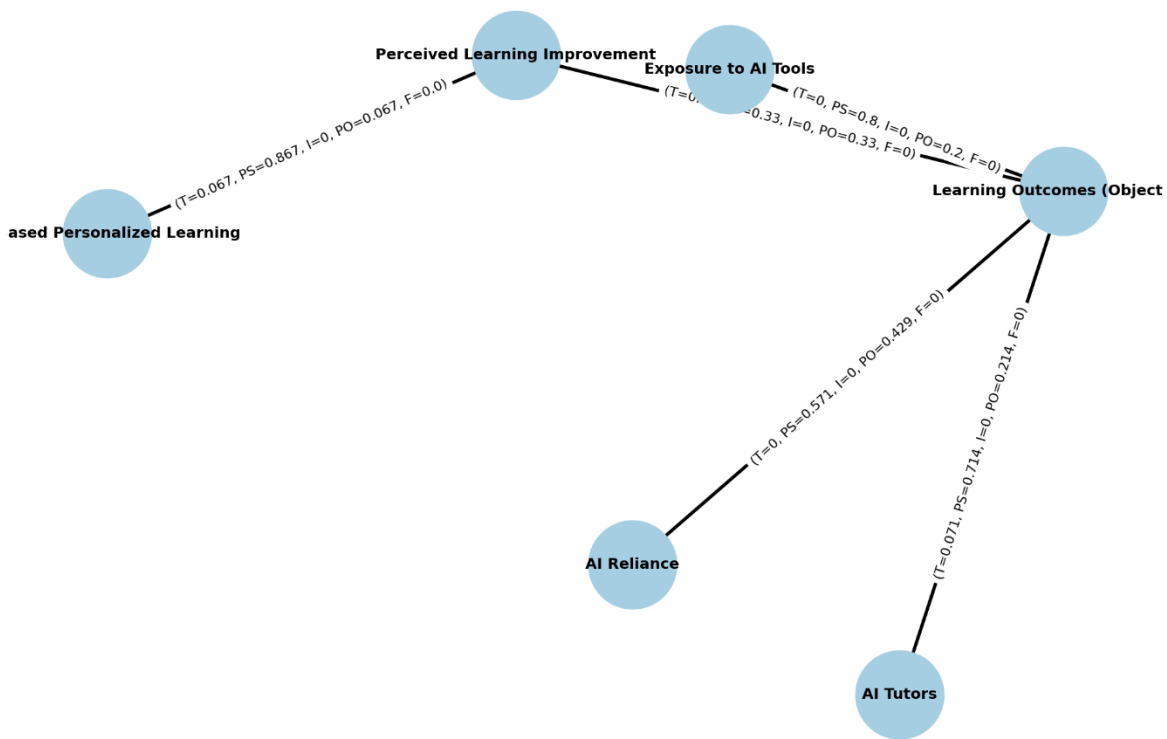 Perceived Learning Improvement
Exposure to AI Tools
(T=0, PS=0.8, I=0, PO=0.2, F=0)
=0.33, I=0, PO=0.33, F=0)
(T=0.067, PS=0.867, I=0, PO=0.067, F=0.0)
Learning Outcomes (Object
ased Personalized Learning
(T=0, PS=0.571, I=0, PO=0.429, F=0)
(T=0.071, PS=0.714, I=0, PO=0.214, F=0)
AI Reliance
AI Tutors